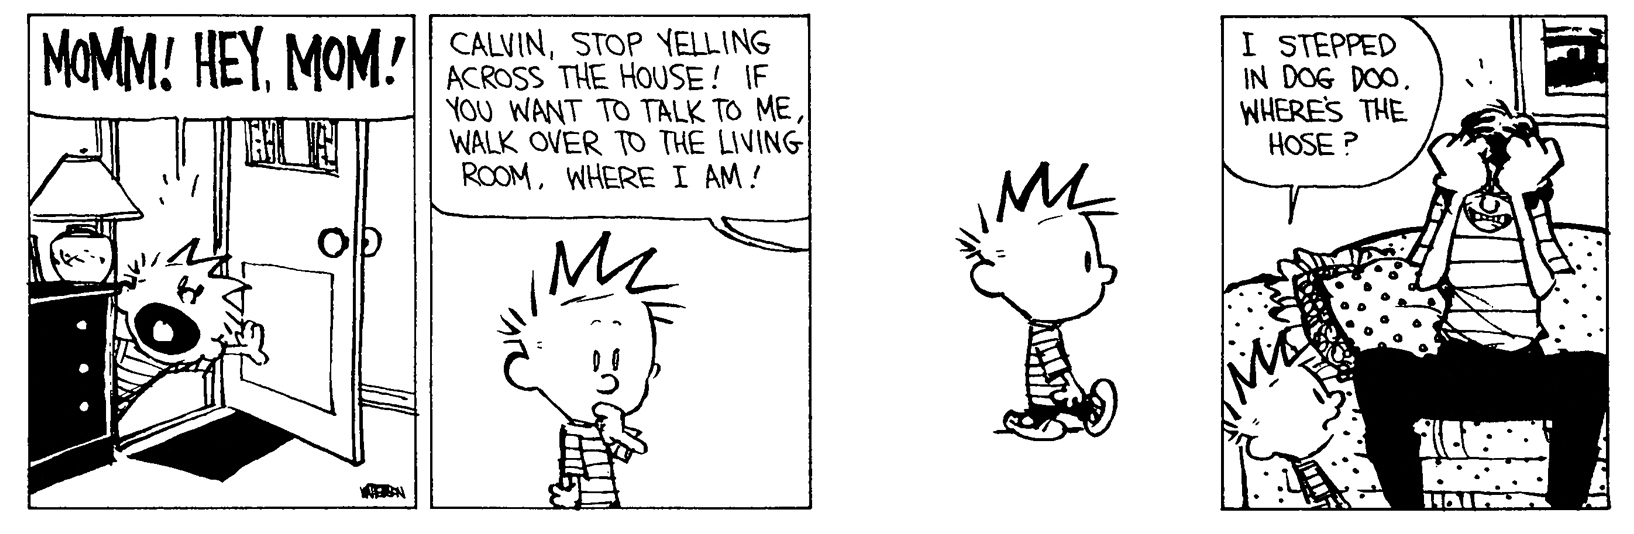 MOMM! HEY, MOM!
WATTERSON
CALVIN, STOP YELLING
ACROSS THE HOUSE! IF
YOU WANT TO TALK TO ME,
WALK OVER TO THE LIVING
ROOM, WHERE I AM!
I STEPPED
IN DOG DOO.
WHERE'S THE
HOSE?